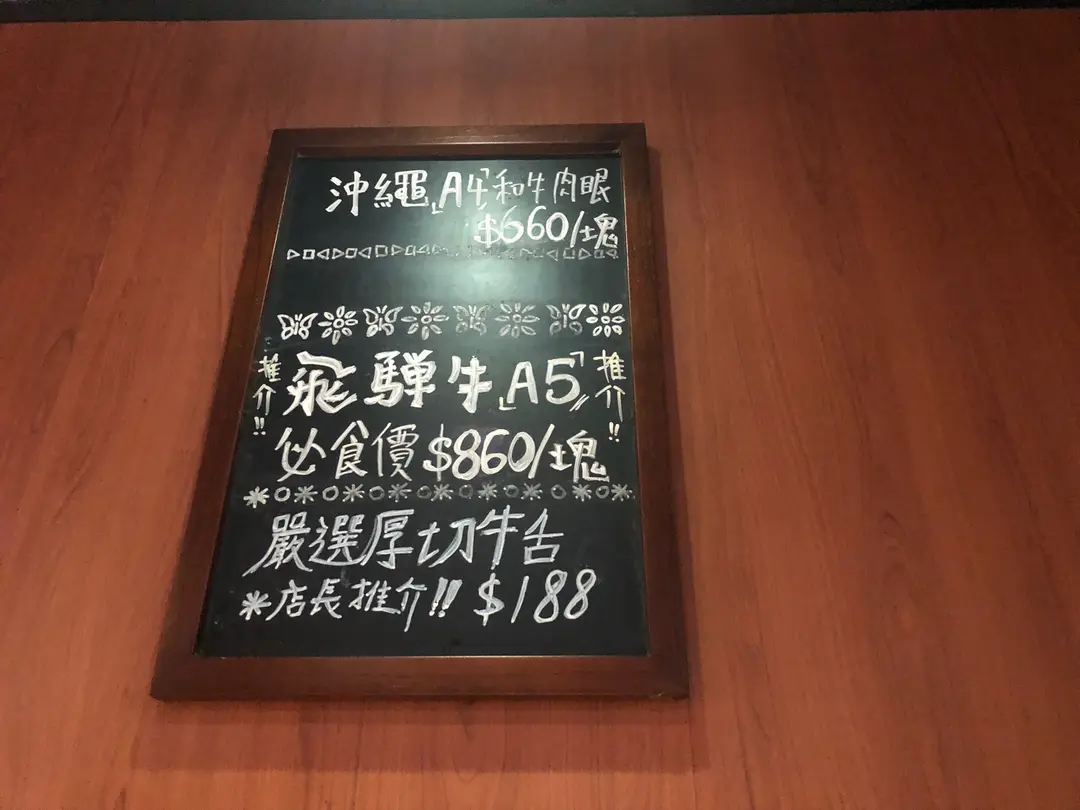 沖繩「A4」和牛肉眼
$660/塊
推介!!
飛騨牛「A5」
推介!!
必食價$860/塊
嚴選厚切牛舌
*店長推介!! $188